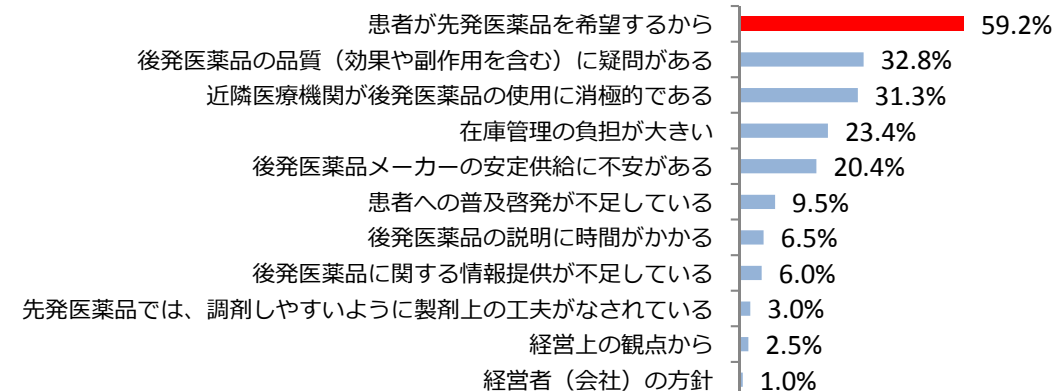 患者が先発医薬品を希望するから 59.2%
後発医薬品の品質（効果や副作用を含む）に疑問がある 32.8%
近隣医療機関が後発医薬品の使用に消極的である 31.3%
在庫管理の負担が大きい 23.4%
後発医薬品メーカーの安定供給に不安がある 20.4%
患者への普及啓発が不足している 9.5%
後発医薬品の説明に時間がかかる 6.5%
後発医薬品に関する情報提供が不足している 6.0%
先発医薬品では、調剤しやすいように製剤上の工夫がなされている 3.0%
経営上の観点から 2.5%
経営者（会社）の方針 1.0%